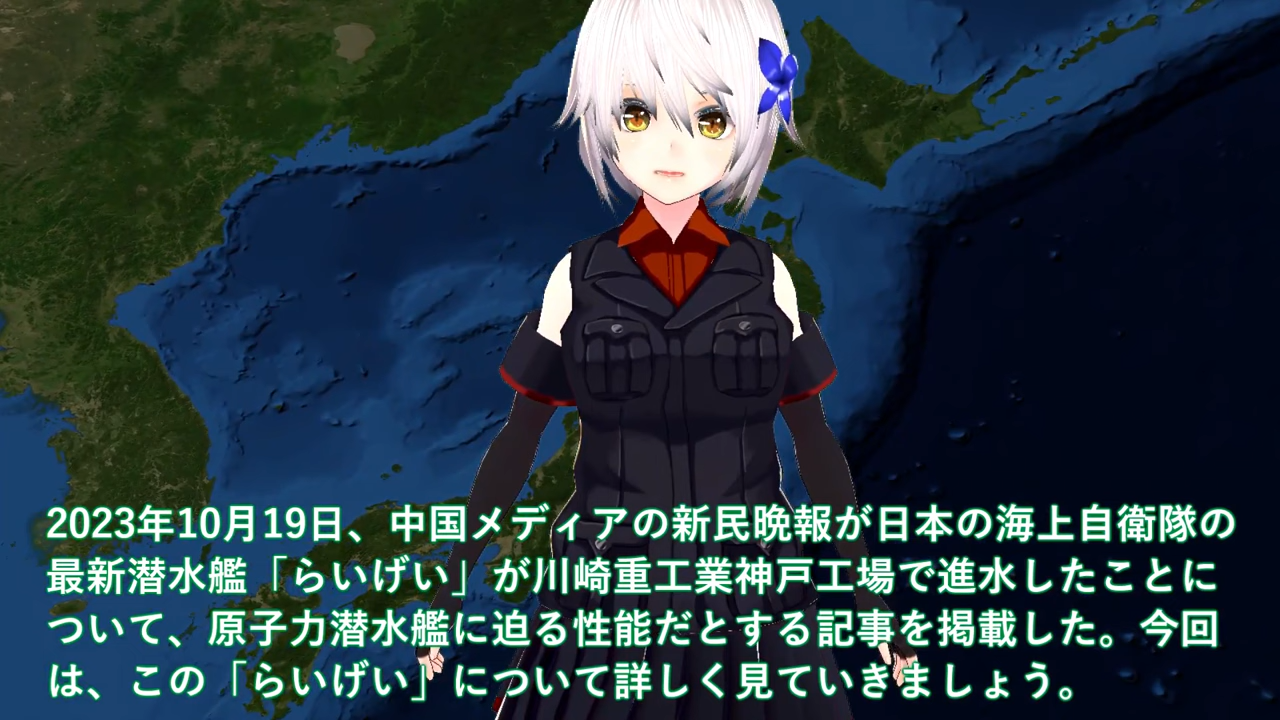 2023年10月19日、中国メディアの新民晩報が日本の海上自衛隊の
最新潜水艦「らいげい」が川崎重工業神戸工場で進水したことに
ついて、原子力潜水艦に迫る性能だとする記事を掲載した。今回
は、この「らいげい」について詳しく見ていきましょう。